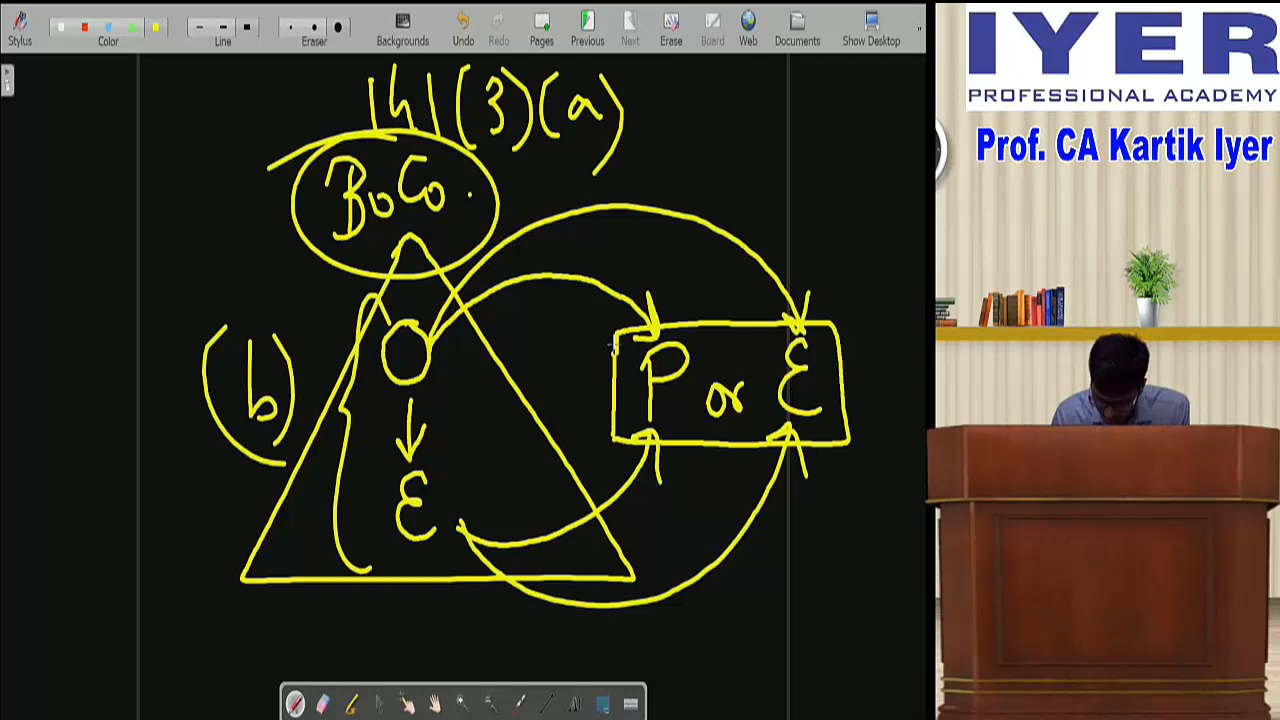 Stylus
Color
Line
Eraser
Backgrounds
Undo
Redo
Pages
Previous
Next
Erase
Board
Web
Documents
Show Desktop
IYER
PROFESSIONAL ACADEMY
Prof. CA Kartik Iyer
141(3)(a)
BoCo.
(b)
P or E
E